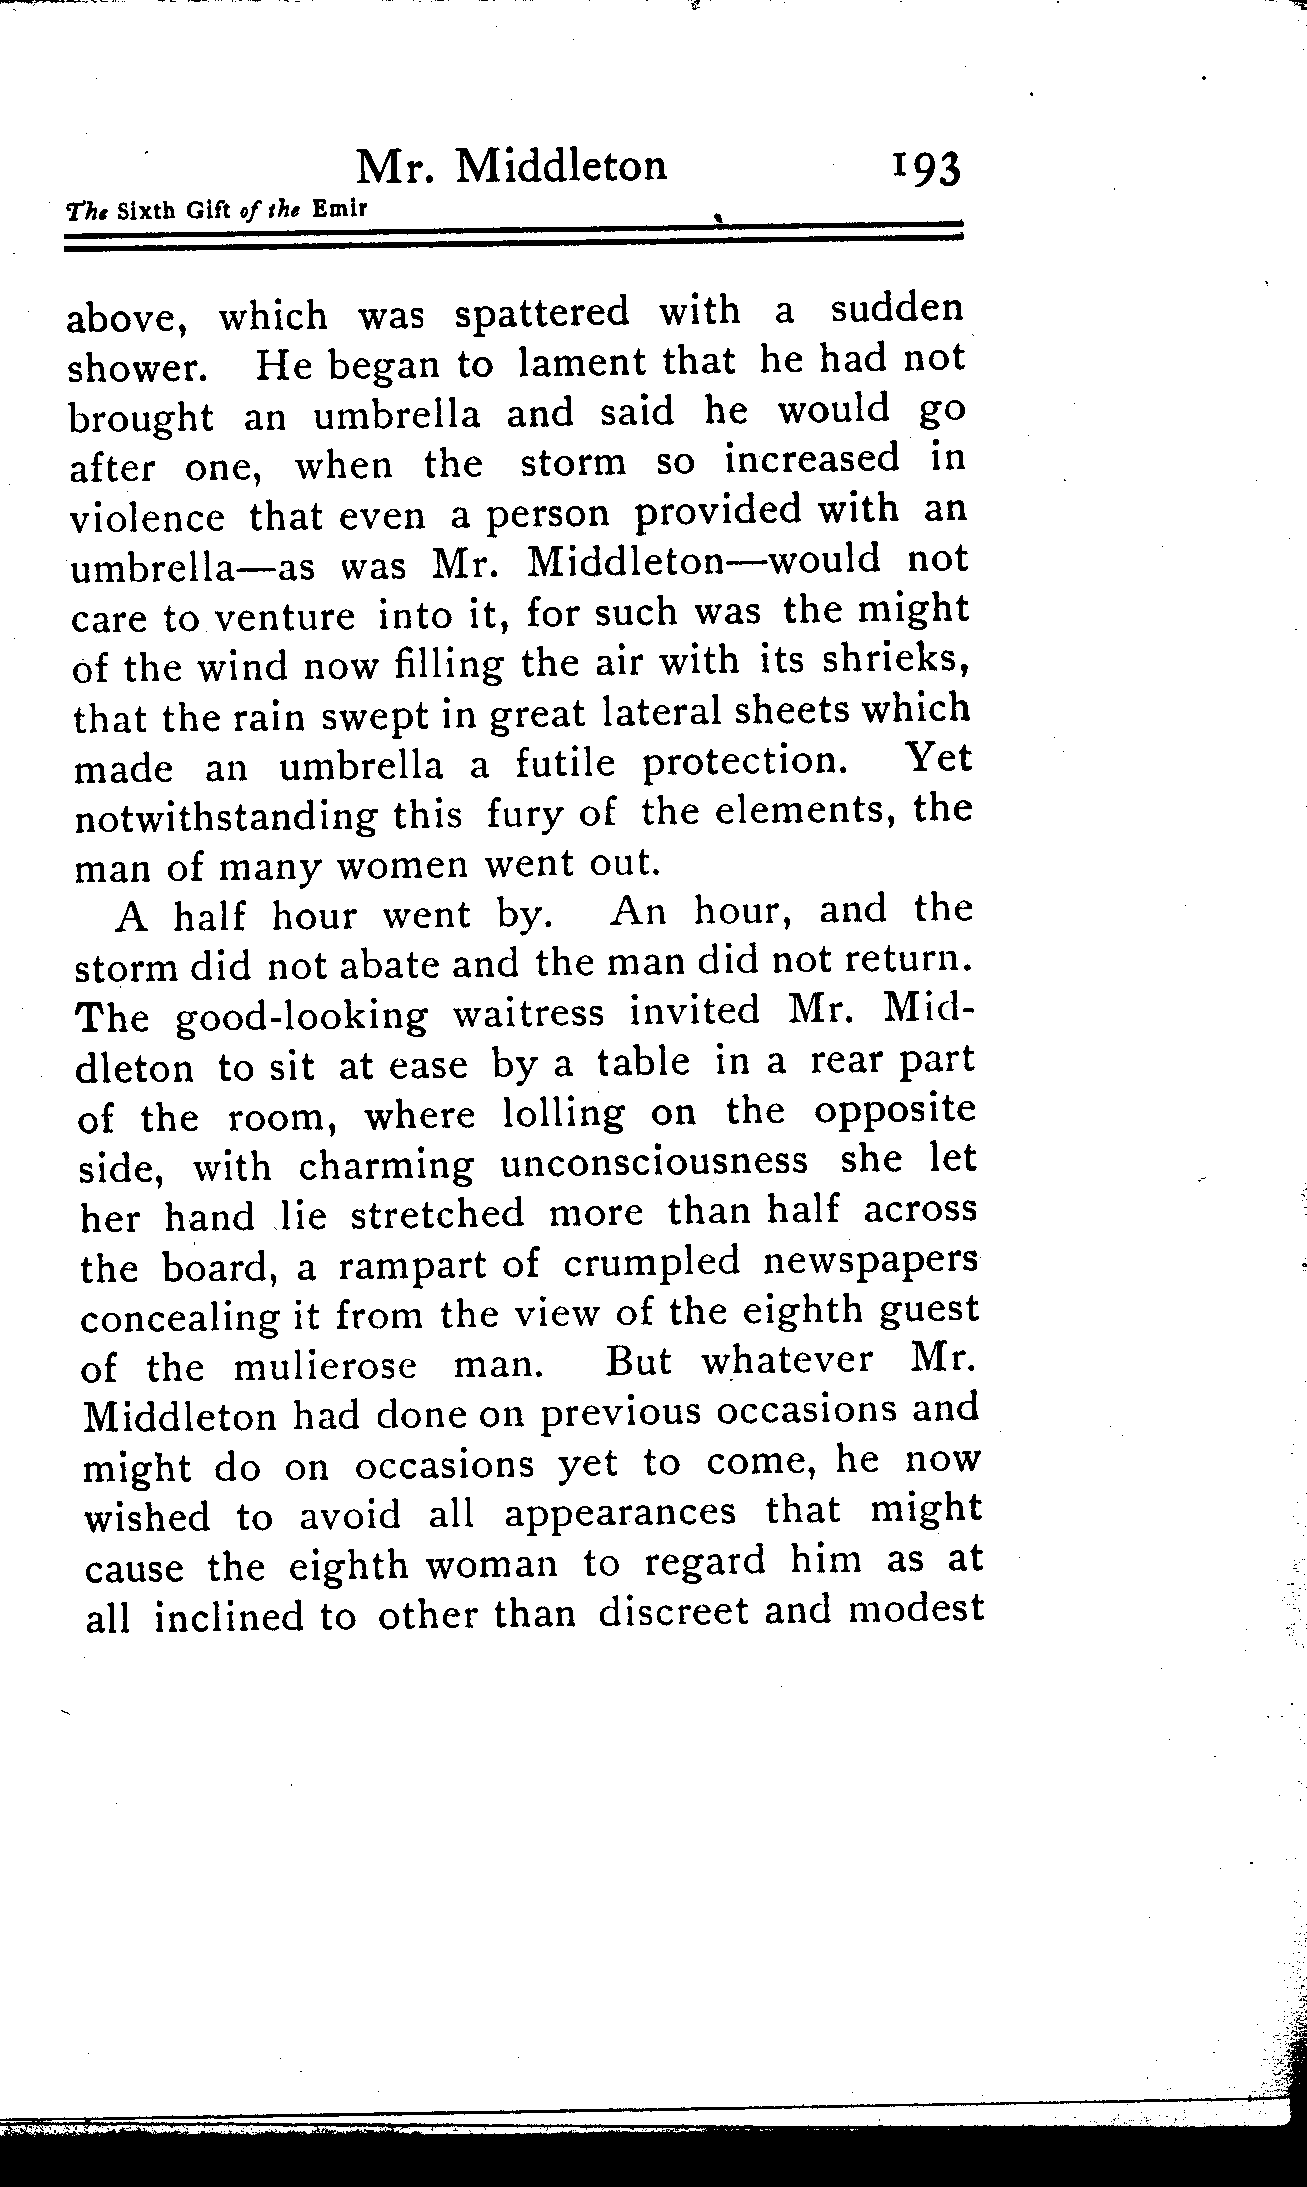 Mr. Middleton 193
The Sixth Gift of the Emir
above, which was spattered with a sudden
shower. He began to lament that he had not
brought an umbrella and said he would go
after one, when the storm so increased in
violence that even a person provided with an
umbrella—as was Mr. Middleton—would not
care to venture into it, for such was the might
of the wind now filling the air with its shrieks,
that the rain swept in great lateral sheets which
made an umbrella a futile protection. Yet
notwithstanding this fury of the elements, the
man of many women went out.
A half hour went by. An hour, and the
storm did not abate and the man did not return.
The good-looking waitress invited Mr. Mid-
dleton to sit at ease by a table in a rear part
of the room, where lolling on the opposite
side, with charming unconsciousness she let
her hand lie stretched more than half across
the board, a rampart of crumpled newspapers
concealing it from the view of the eighth guest
of the mulierose man. But whatever Mr.
Middleton had done on previous occasions and
might do on occasions yet to come, he now
wished to avoid all appearances that might
cause the eighth woman to regard him as at
all inclined to other than discreet and modest